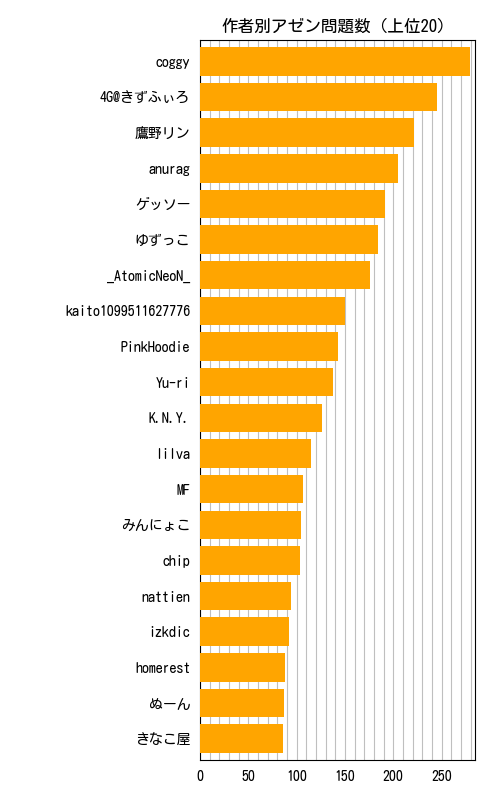 作者別アゼン問題数（上位20）
coggy
4G@きずふぃろ
鷹野リン
anurag
ゲッソー
ゆずっこ
_AtomicNeoN_
kaito1099511627776
PinkHoodie
Yu-ri
K.N.Y.
lilva
MF
みんにょこ
chip
nattien
izkdic
homerest
ぬーん
きなこ屋
0 50 100 150 200 250